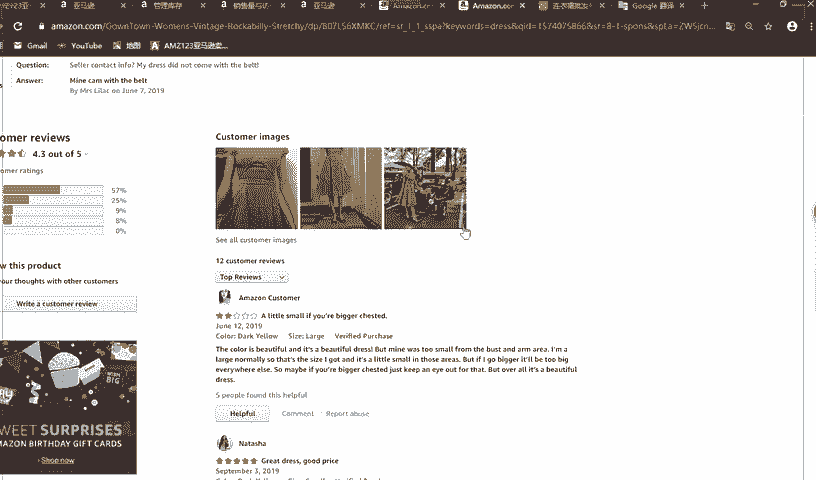 亚马逊
管理库存
销量与访
亚马逊
Amazon.co
Amazon.co
Google 翻译
amazon.com/GownTown-Womens-Vintage-Rockabilly-Stretchy/dp/B07L56XMKC/ref=sr_1_1_sspa?keywords=dress&qid=1574075866&sr=8-1-spons&spLa=ZW5jcn...
Gmail
YouTube
地图
AMZ123亚马逊卖...
Question:
Seller contact info? My dress did not come with the belt!
Answer:
Mine cam with the belt
By Mrs Lilac on June 7, 2019
omer reviews
4.3 out of 5
omer ratings
57%
25%
9%
8%
0%
w this product
your thoughts with other customers
Write a customer review
WEET SURPRISES
MAZON BIRTHDAY GIFT CARDS
Shop now
Customer images
See all customer images
12 customer reviews
Top Reviews
Amazon Customer
A little small if you're bigger chested.
June 12, 2019
Color: Dark Yellow
Size: Large
Verified Purchase
The color is beautiful and it's a beautiful dress! But mine was too small from the bust and arm area. I'm a
large normally so that's the size I got and it's a little small in those areas. But if I go bigger it'll be too big
everywhere else. So maybe if you're bigger chested just keep an eye out for that. But over all it's a beautiful
dress.
5 people found this helpful
Helpful
Comment
Report abuse
Natasha
Great dress, good price
September 3, 2019